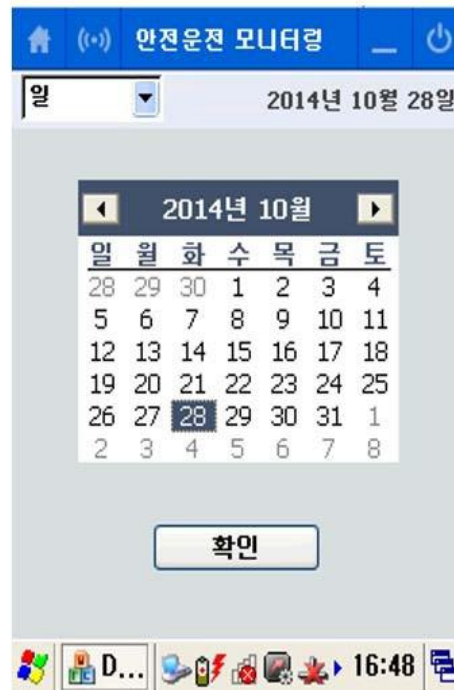 안전운전 모니터링
일
2014년 10월 28일
2014년 10월
일 월 화 수 목 금 토
28 29 30 1 2 3 4
5 6 7 8 9 10 11
12 13 14 15 16 17 18
19 20 21 22 23 24 25
26 27 28 29 30 31 1
2 3 4 5 6 7 8
확인
D... 16:48